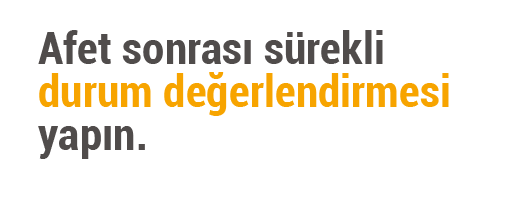 Afet sonrası sürekli
durum değerlendirmesi
yapın.